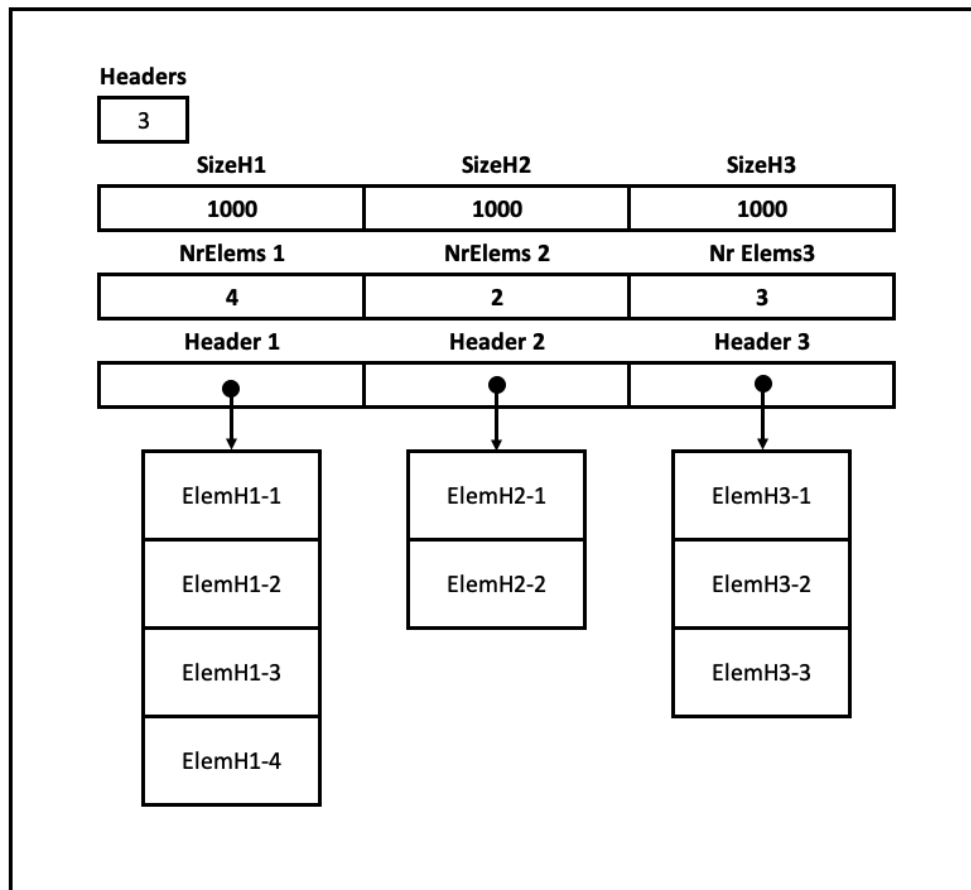 Headers
3
SizeH1 SizeH2 SizeH3
1000 1000 1000
NrElems 1 NrElems 2 Nr Elems3
4 2 3
Header 1 Header 2 Header 3
ElemH1-1 ElemH2-1 ElemH3-1
ElemH1-2 ElemH2-2 ElemH3-2
ElemH1-3 ElemH3-3
ElemH1-4